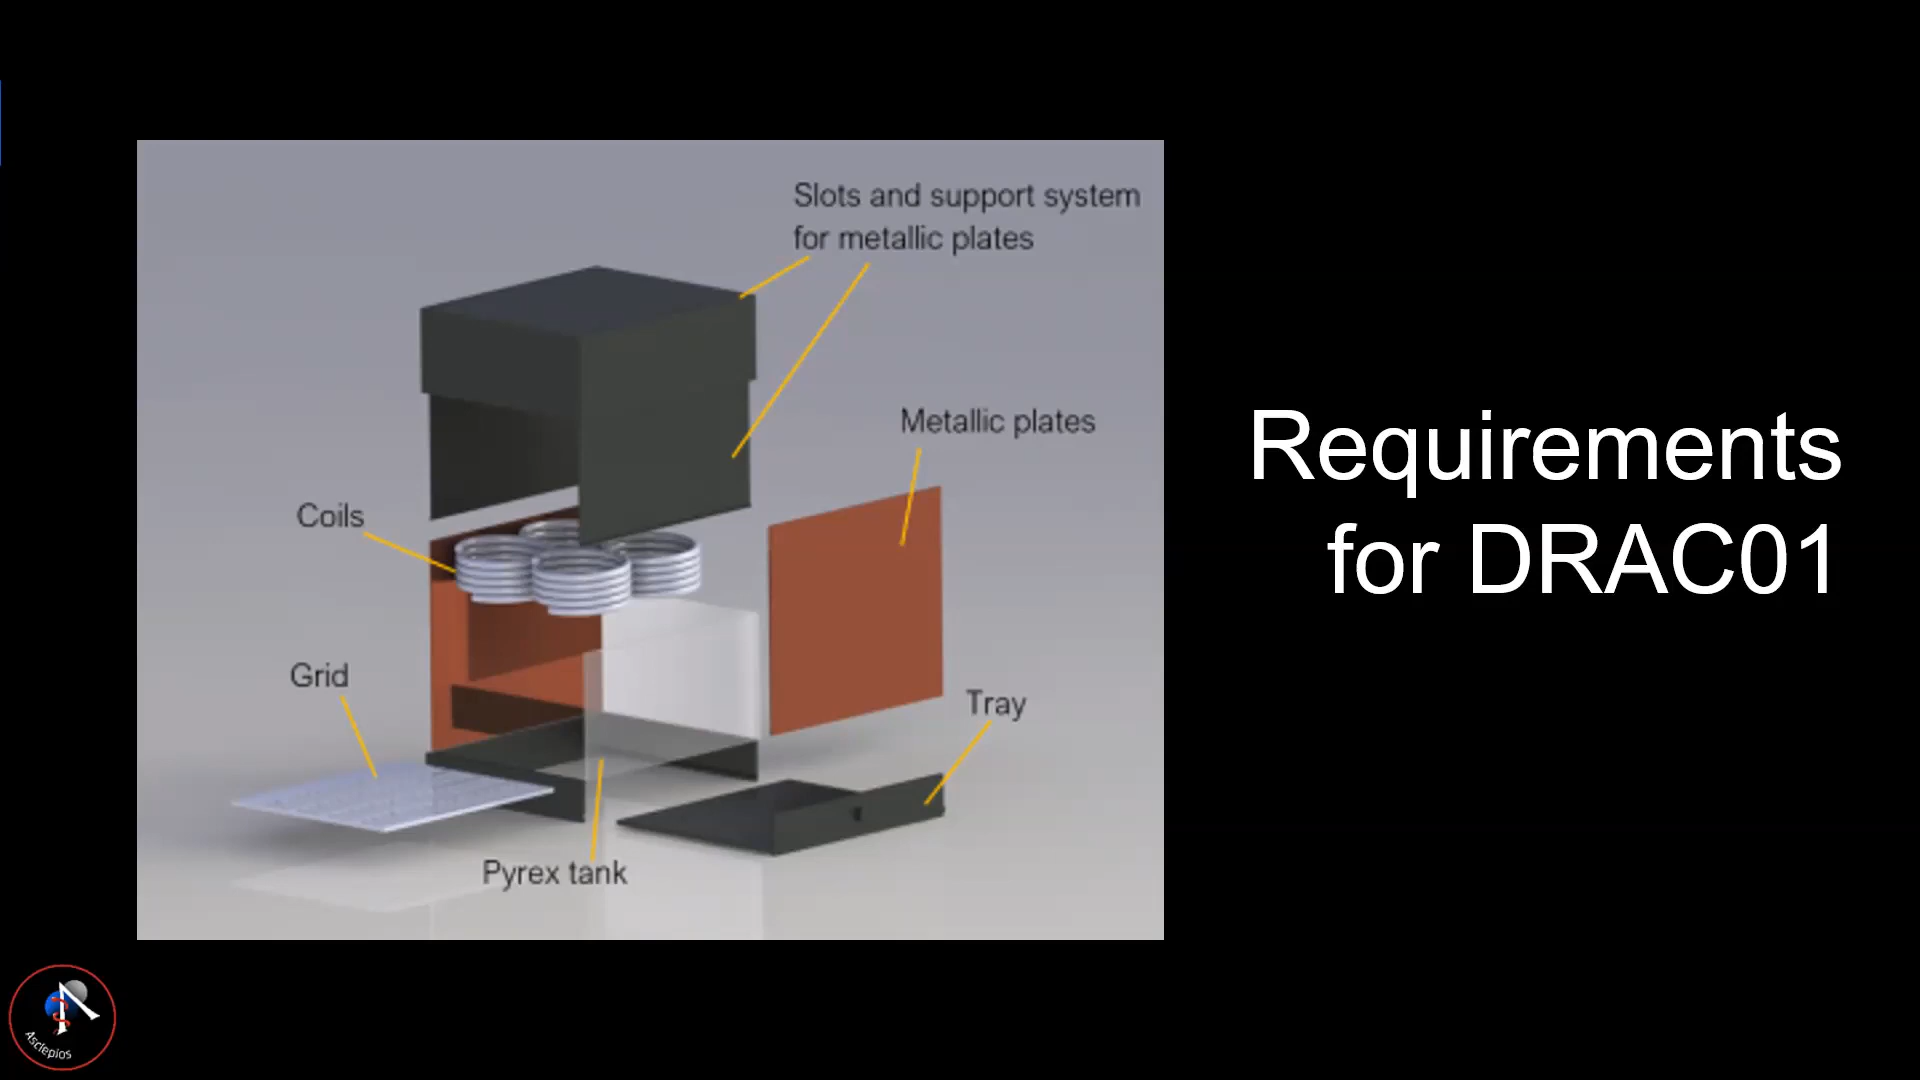 Slots and support system
for metallic plates
Metallic plates
Coils
Grid
Tray
Pyrex tank
Requirements
for DRAC01
Asclepios